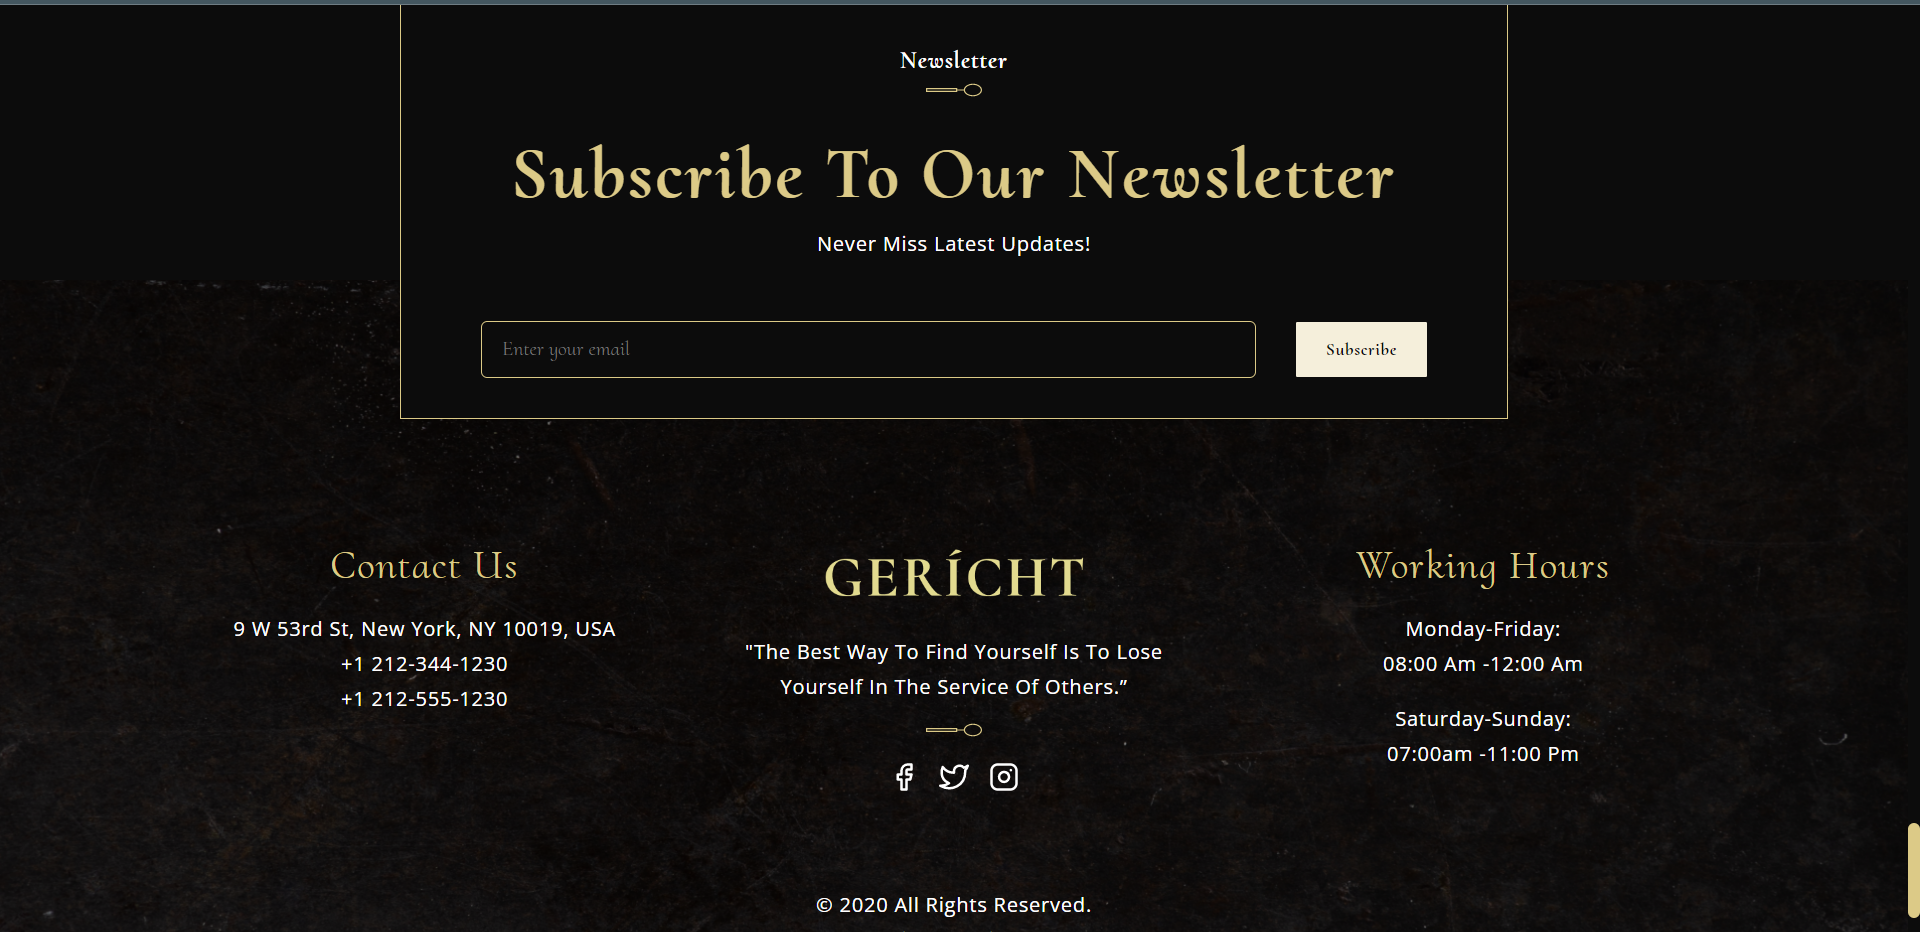 Newsletter
Subscribe To Our Newsletter
Never Miss Latest Updates!
Enter your email
Subscribe
Contact Us
9 W 53rd St, New York, NY 10019, USA
+1 212-344-1230
+1 212-555-1230
GERÍCHT
"The Best Way To Find Yourself Is To Lose
Yourself In The Service Of Others.”
Working Hours
Monday-Friday:
08:00 Am -12:00 Am
Saturday-Sunday:
07:00am -11:00 Pm
© 2020 All Rights Reserved.